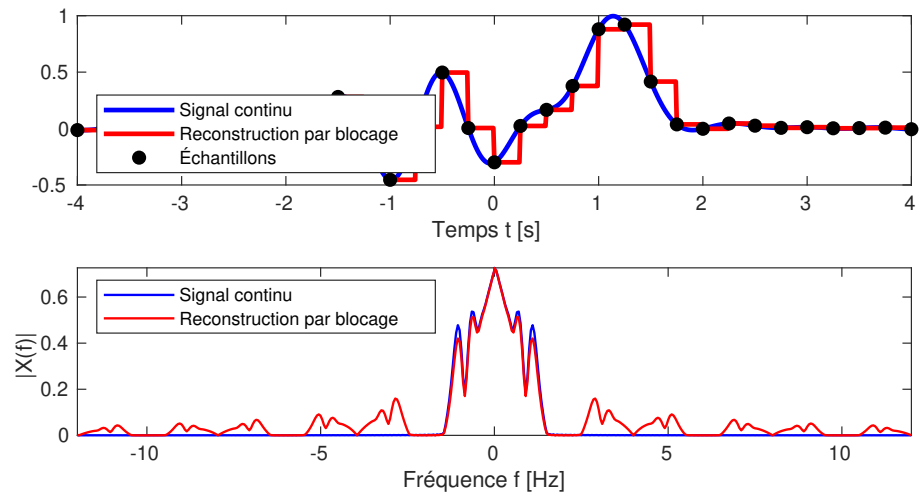 1
0.5
0
-0.5
Signal continu
Reconstruction par blocage
Échantillons
-4 -3 -2 -1 0 1 2 3 4
Temps t [s]
|X(f)|
0.6
0.4
0.2
0
Signal continu
Reconstruction par blocage
-10 -5 0 5 10
Fréquence f [Hz]